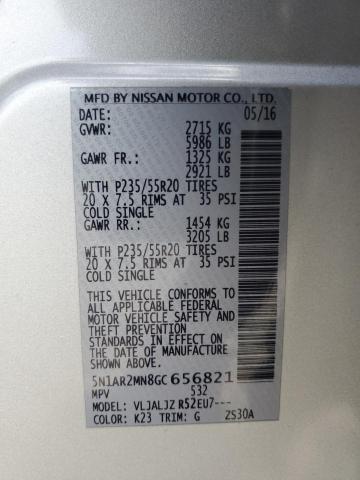 MFD BY NISSAN MOTOR CO., LTD.
DATE: 05/16
GVWR: 2715 KG
5986 LB
GAWR FR.: 1325 KG
2921 LB
WITH P235/55R20 TIRES
20 X 7.5 RIMS AT 35 PSI
COLD SINGLE
GAWR RR.: 1454 KG
3205 LB
WITH P235/55R20 TIRES
20 X 7.5 RIMS AT 35 PSI
COLD SINGLE
THIS VEHICLE CONFORMS TO
ALL APPLICABLE FEDERAL
MOTOR VEHICLE SAFETY
STANDARDS IN EFFECT ON
THE DATE OF MANUFACTURE
SHOWN ABOVE.
5N1AR2MN8GC656821
MPV 532
MODEL: VLJALJZ R52EU7---
COLOR: K23 TRIM: G ZS30A